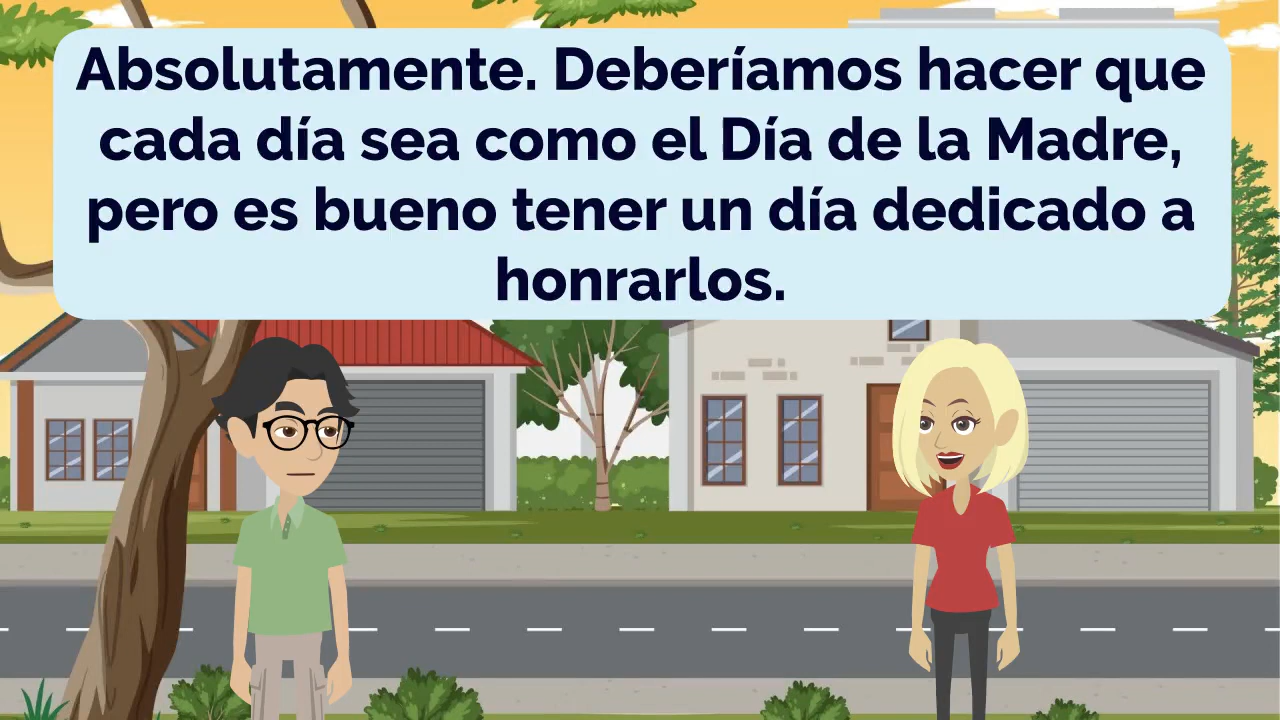 Absolutamente. Deberíamos hacer que
cada día sea como el Día de la Madre,
pero es bueno tener un día dedicado a
honrarlos.